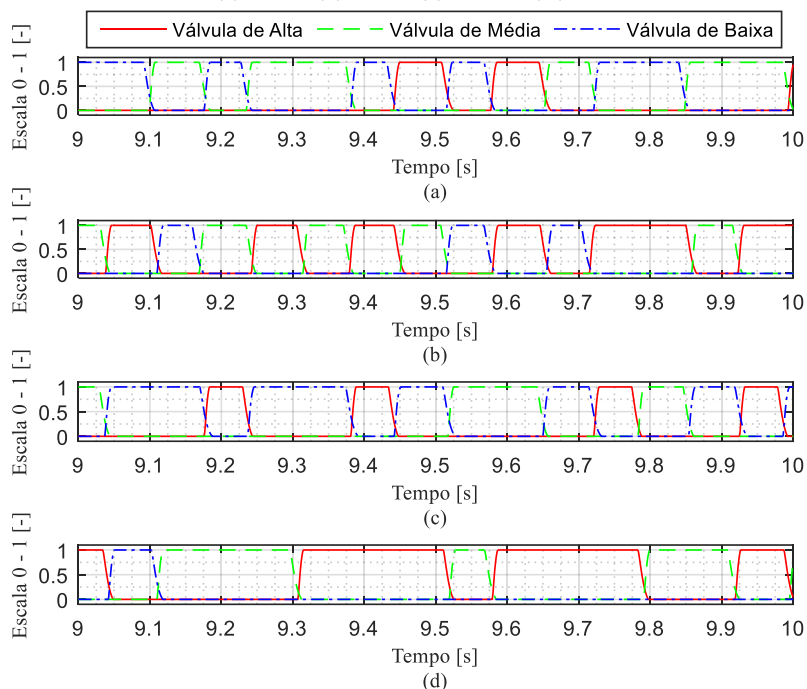 Válvula de Alta Válvula de Média Válvula de Baixa
Escala 0 - 1 [-]
1
0.5
0
9 9.1 9.2 9.3 9.4 9.5 9.6 9.7 9.8 9.9 10
Tempo [s]
(a)
Escala 0 - 1 [-]
1
0.5
0
9 9.1 9.2 9.3 9.4 9.5 9.6 9.7 9.8 9.9 10
Tempo [s]
(b)
Escala 0 - 1 [-]
1
0.5
0
9 9.1 9.2 9.3 9.4 9.5 9.6 9.7 9.8 9.9 10
Tempo [s]
(c)
Escala 0 - 1 [-]
1
0.5
0
9 9.1 9.2 9.3 9.4 9.5 9.6 9.7 9.8 9.9 10
Tempo [s]
(d)